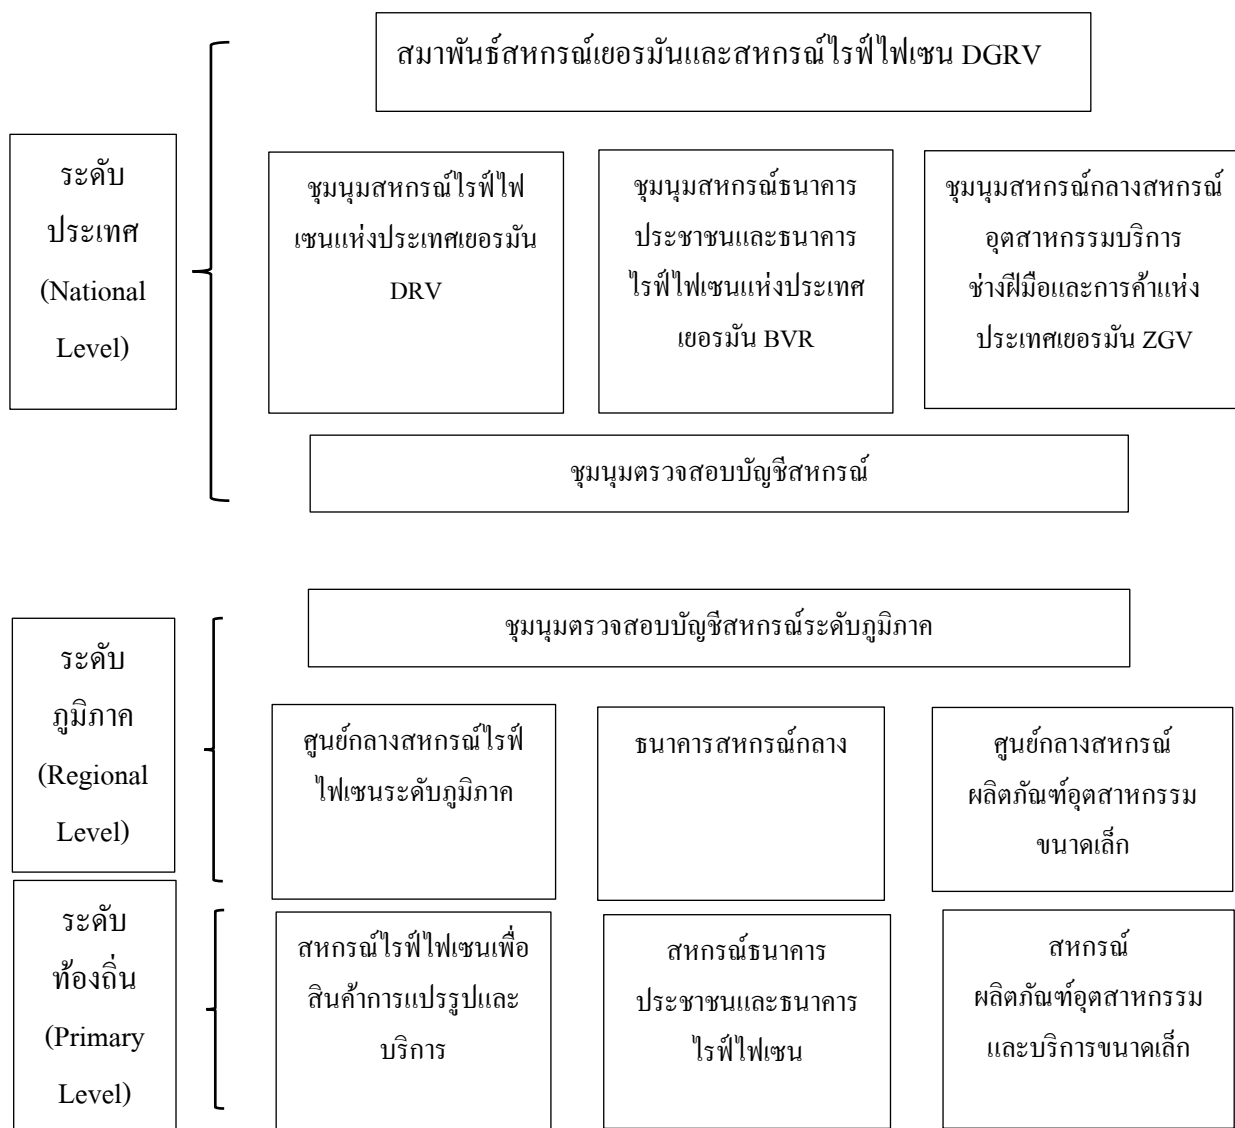 สมาพันธ์สหกรณ์เยอรมันและสหกรณ์ไรฟ์ไฟเซน DGRV
ระดับ
ประเทศ
(National
Level)
ชุมนุมสหกรณ์ไรฟ์ไฟ
เซนแห่งประเทศเยอรมัน
DRV
ชุมนุมสหกรณ์ธนาคาร
ประชาชนและธนาคาร
ไรฟ์ไฟเซนแห่งประเทศ
เยอรมัน BVR
ชุมนุมสหกรณ์กลางสหกรณ์
อุตสาหกรรมบริการ
ช่างฝีมือและการค้าแห่ง
ประเทศเยอรมัน ZGV
ชุมนุมตรวจสอบบัญชีสหกรณ์
ระดับ
ภูมิภาค
(Regional
Level)
ชุมนุมตรวจสอบบัญชีสหกรณ์ระดับภูมิภาค
ศูนย์กลางสหกรณ์ไรฟ์
ไฟเซนระดับภูมิภาค
ธนาคารสหกรณ์กลาง
ศูนย์กลางสหกรณ์
ผลิตภัณฑ์อุตสาหกรรม
ขนาดเล็ก
ระดับ
ท้องถิ่น
(Primary
Level)
สหกรณ์ไรฟ์ไฟเซนเพื่อ
สินค้าการแปรรูปและ
บริการ
สหกรณ์ธนาคาร
ประชาชนและธนาคาร
ไรฟ์ไฟเซน
สหกรณ์
ผลิตภัณฑ์อุตสาหกรรม
และบริการขนาดเล็ก